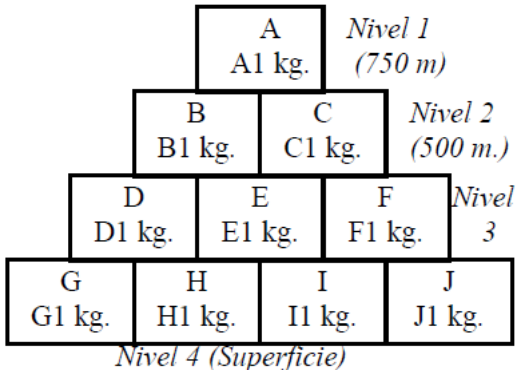 A Nivel 1
A1 kg. (750 m)
B C Nivel 2
B1 kg. C1 kg. (500 m.)
D E F Nivel
D1 kg. E1 kg. F1 kg. 3
G H I J
G1 kg. H1 kg. I1 kg. J1 kg.
Nivel 4 (Superficie)